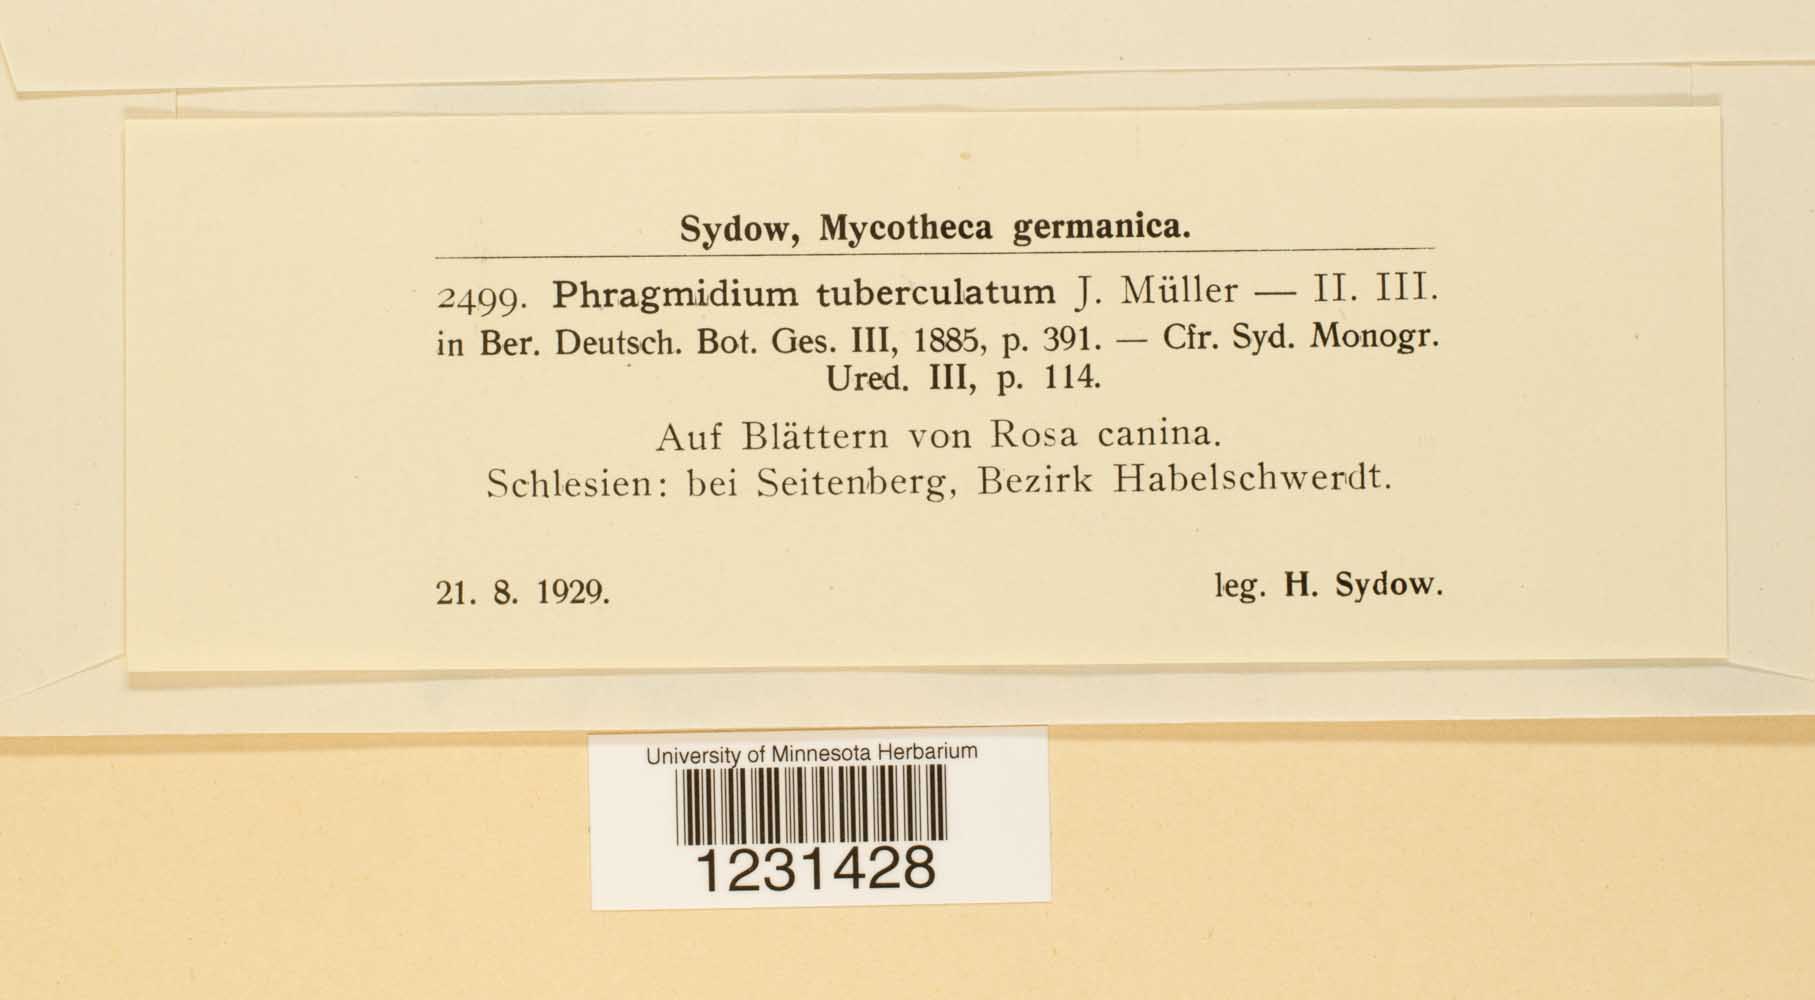 Sydow, Mycotheca germanica.
2499. Phragmidium tuberculatum J. Müller — II. III.
in Ber. Deutsch. Bot. Ges. III, 1885, p. 391. — Cfr. Syd. Monogr.
Ured. III, p. 114.
Auf Blättern von Rosa canina.
Schlesien: bei Seitenberg, Bezirk Habelschwerdt.
21. 8. 1929. leg. H. Sydow.
University of Minnesota Herbarium
1231428